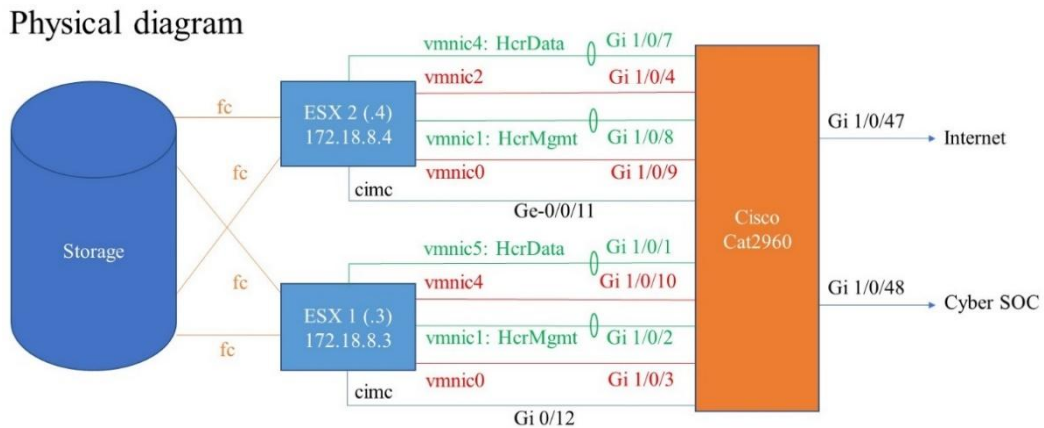 Physical diagram
vmnic4: HcrData Gi 1/0/7
fc
ESX 2 (.4)
172.18.8.4
vmnic2 Gi 1/0/4
vmnic1: HcrMgmt Gi 1/0/8
Gi 1/0/47
Internet
fc
vmnic0 Gi 1/0/9
cimc
Ge-0/0/11
Storage
Cisco
Cat2960
vmnic5: HcrData Gi 1/0/1
fc
vmnic4 Gi 1/0/10
Gi 1/0/48
Cyber SOC
ESX 1 (.3)
172.18.8.3
fc
vmnic1: HcrMgmt Gi 1/0/2
vmnic0 Gi 1/0/3
cimc
Gi 0/12